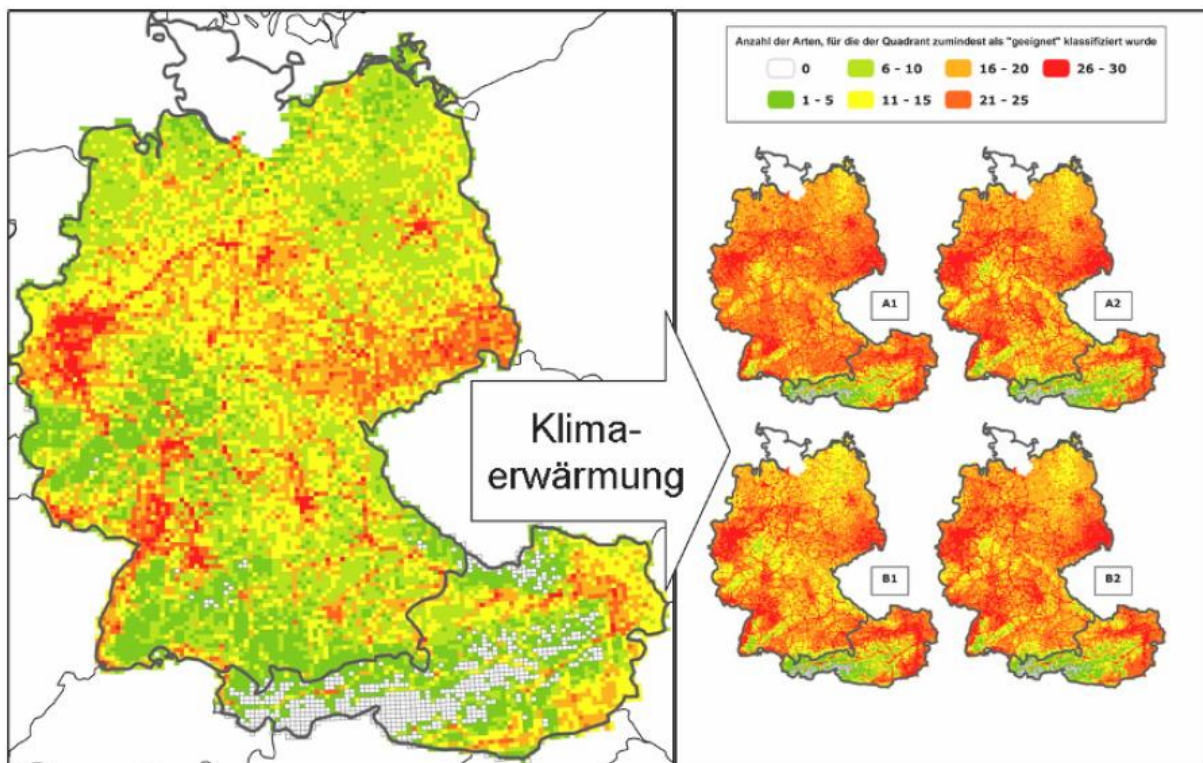 Anzahl der Arten, für die der Quadrant zumindest als "geeignet" klassifiziert wurde
0 6 - 10 16 - 20 26 - 30
1 - 5 11 - 15 21 - 25
A1 A2
Klima-
erwärmung
B1 B2